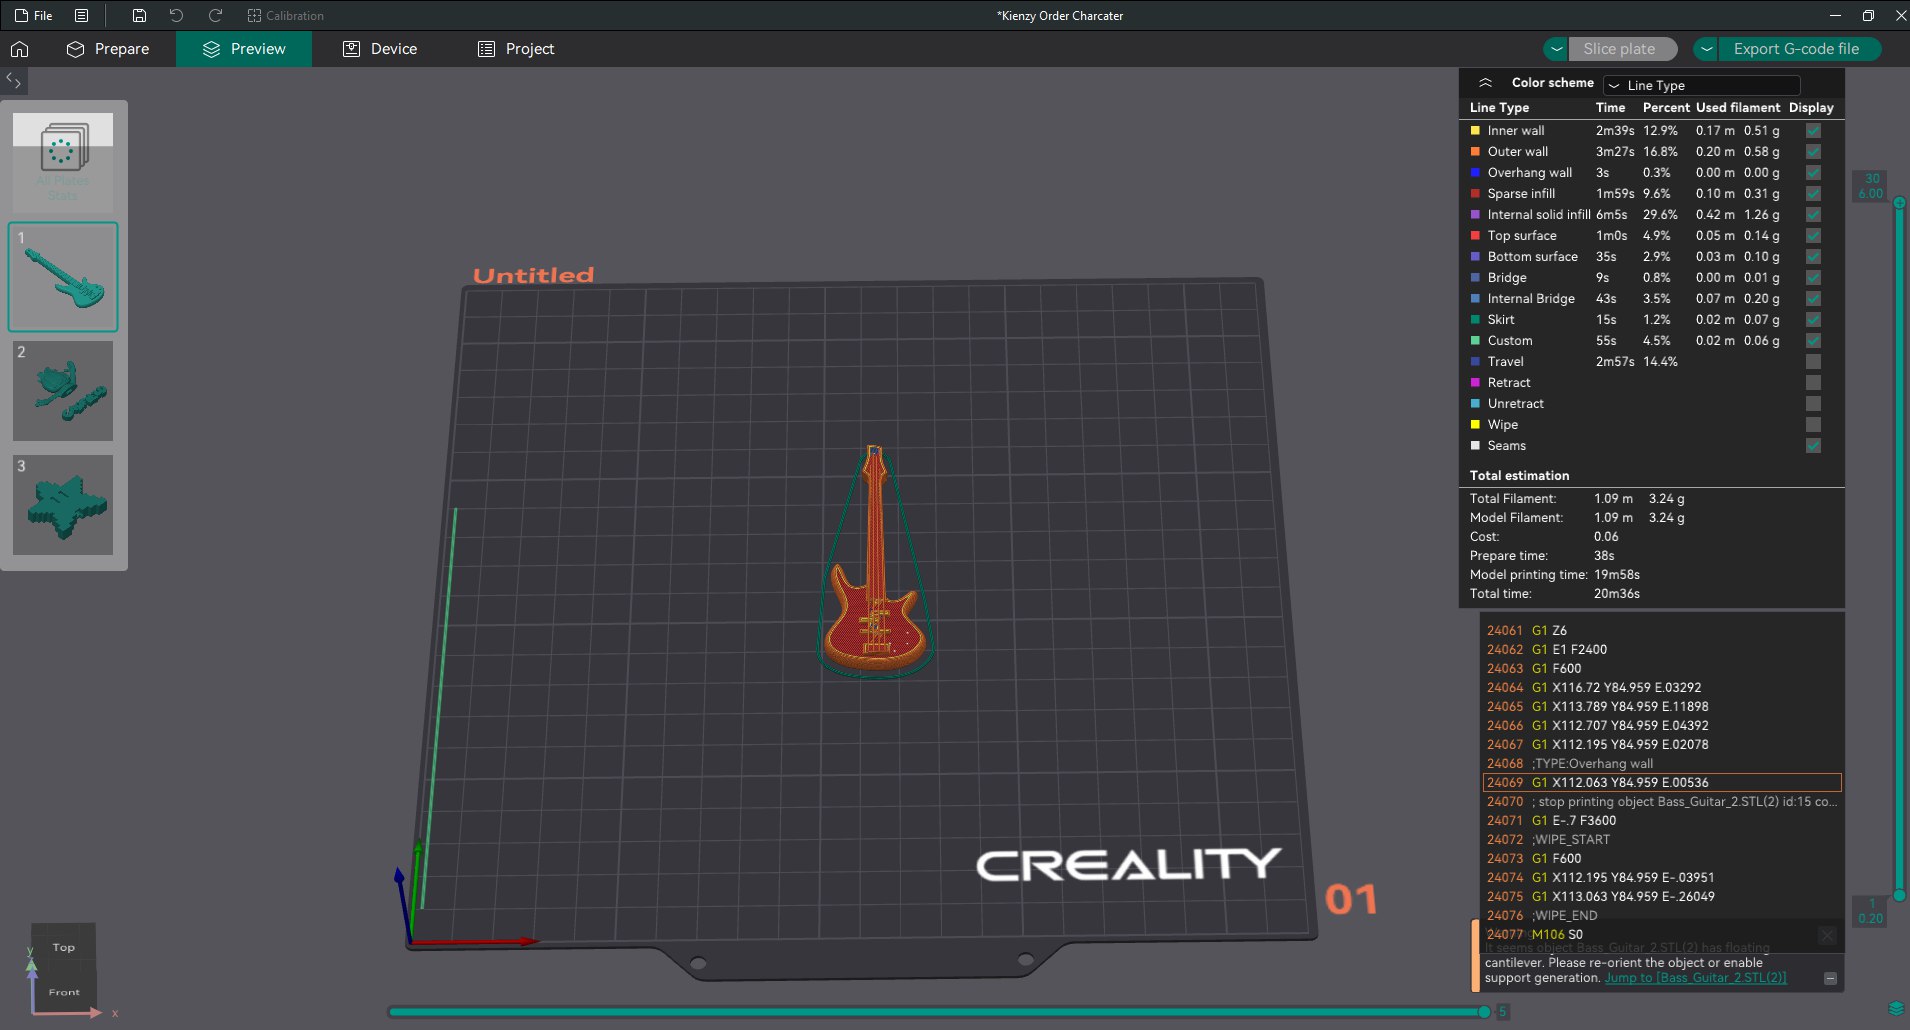 File
Calibration
*Kienzy Order Charcater
Prepare
Preview
Device
Project
Slice plate
Export G-code file
All Plates
Stats
1
2
3
Untitled
CREALITY
01
Color scheme
Line Type
Line Type Time Percent Used filament Display
Inner wall 2m39s 12.9% 0.17 m 0.51 g
Outer wall 3m27s 16.8% 0.20 m 0.58 g
Overhang wall 3s 0.3% 0.00 m 0.00 g
Sparse infill 1m59s 9.6% 0.10 m 0.31 g
Internal solid infill 6m5s 29.6% 0.42 m 1.26 g
Top surface 1m0s 4.9% 0.05 m 0.14 g
Bottom surface 35s 2.9% 0.03 m 0.10 g
Bridge 9s 0.8% 0.00 m 0.01 g
Internal Bridge 43s 3.5% 0.07 m 0.20 g
Skirt 15s 1.2% 0.02 m 0.07 g
Custom 55s 4.5% 0.02 m 0.06 g
Travel 2m57s 14.4%
Retract
Unretract
Wipe
Seams
Total estimation
Total Filament: 1.09 m 3.24 g
Model Filament: 1.09 m 3.24 g
Cost: 0.06
Prepare time: 38s
Model printing time: 19m58s
Total time: 20m36s
30
6.00
24061 G1 Z6
24062 G1 E1 F2400
24063 G1 F600
24064 G1 X116.72 Y84.959 E.03292
24065 G1 X113.789 Y84.959 E.11898
24066 G1 X112.707 Y84.959 E.04392
24067 G1 X112.195 Y84.959 E.02078
24068 ;TYPE:Overhang wall
24069 G1 X112.063 Y84.959 E.00536
24070 ; stop printing object Bass_Guitar_2.STL(2) id:15 co...
24071 G1 E-.7 F3600
24072 ;WIPE_START
24073 G1 F600
24074 G1 X112.195 Y84.959 E-.03951
24075 G1 X113.063 Y84.959 E-.26049
24076 ;WIPE_END
24077 M106 S0
It seems object Bass_Guitar_2.STL(2) has floating
cantilever. Please re-orient the object or enable
support generation. Jump to [Bass_Guitar_2.STL(2)]
1
0.20
5
Top
Front
y
x